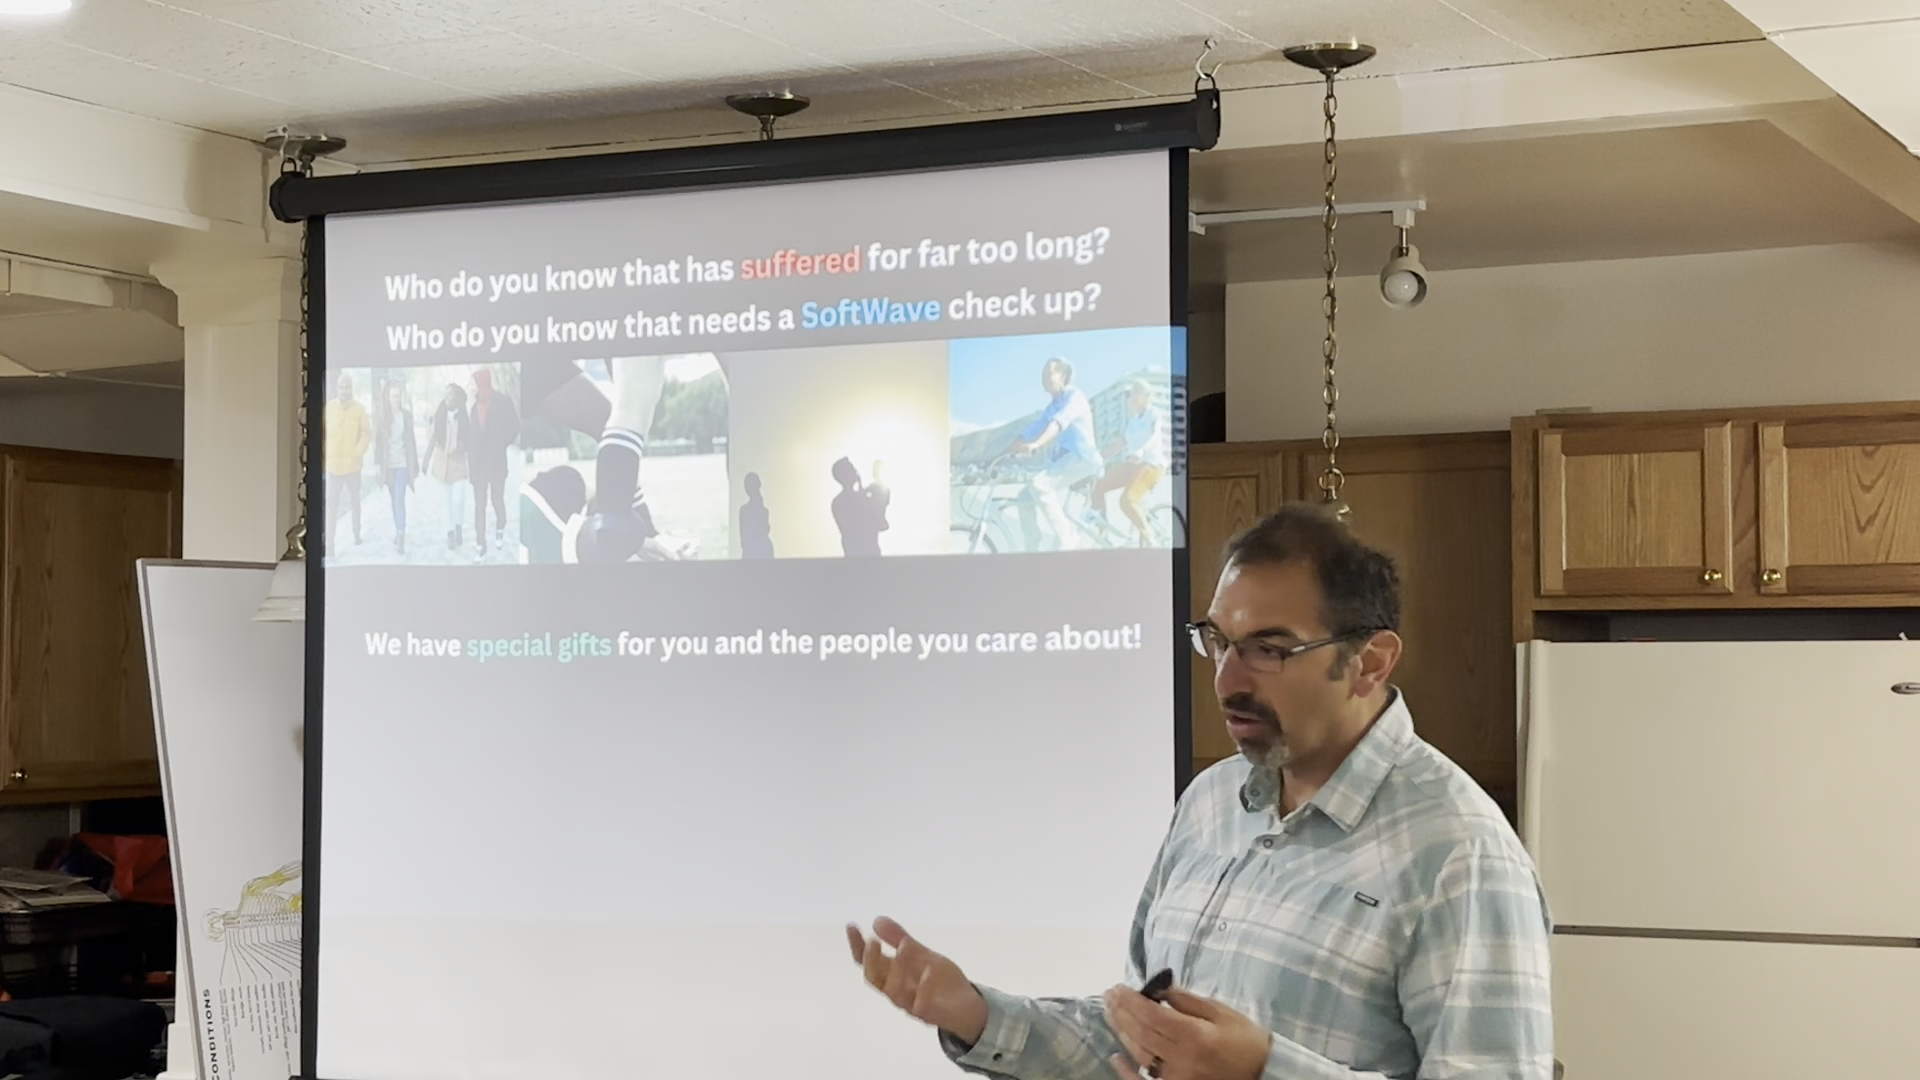 Who do you know that has suffered for far too long?
Who do you know that needs a SoftWave check up?
We have special gifts for you and the people you care about!
CONDITIONS